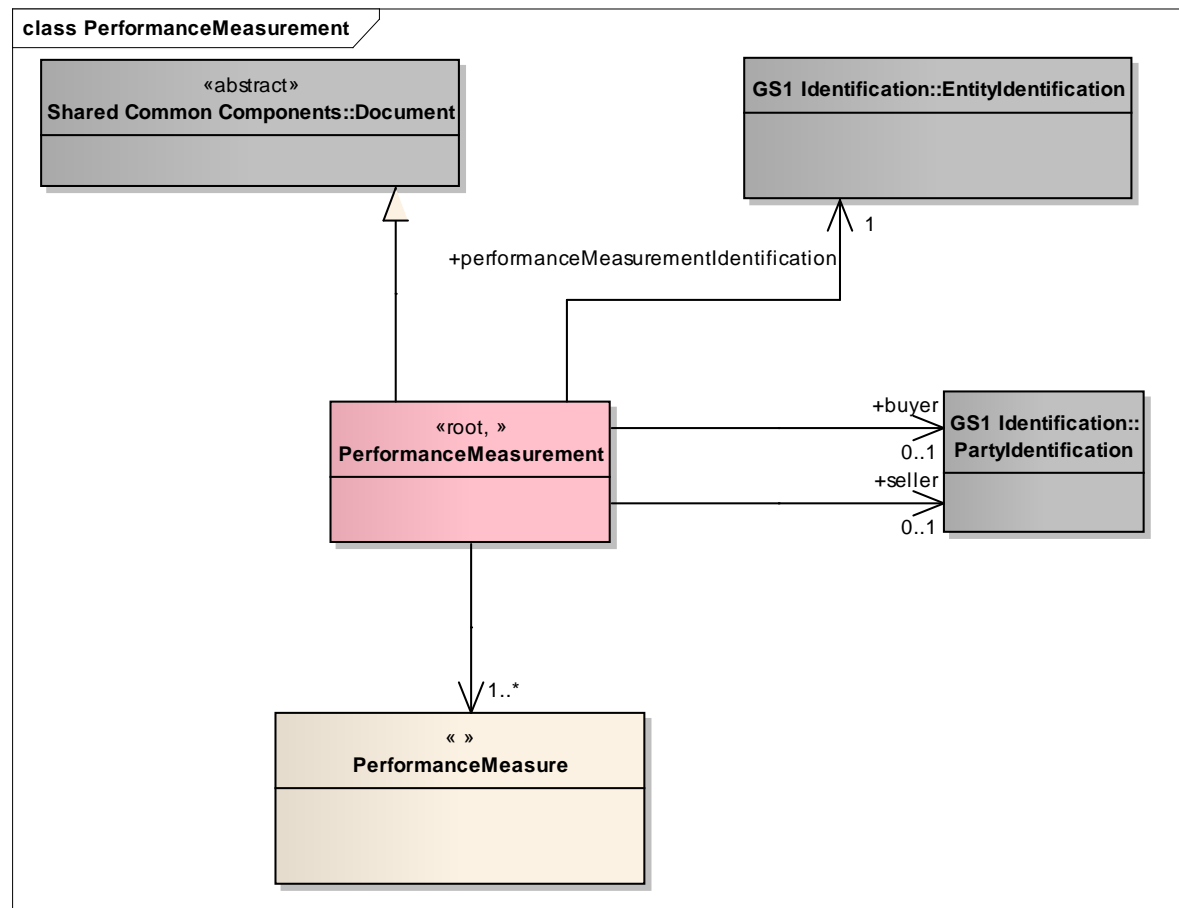 class PerformanceMeasurement
«abstract»
Shared Common Components::Document
GS1 Identification::EntityIdentification
1
+performanceMeasurementIdentification
«root, »
PerformanceMeasurement
+buyer
0..1
+seller
0..1
GS1 Identification::
PartyIdentification
1..*
« »
PerformanceMeasure